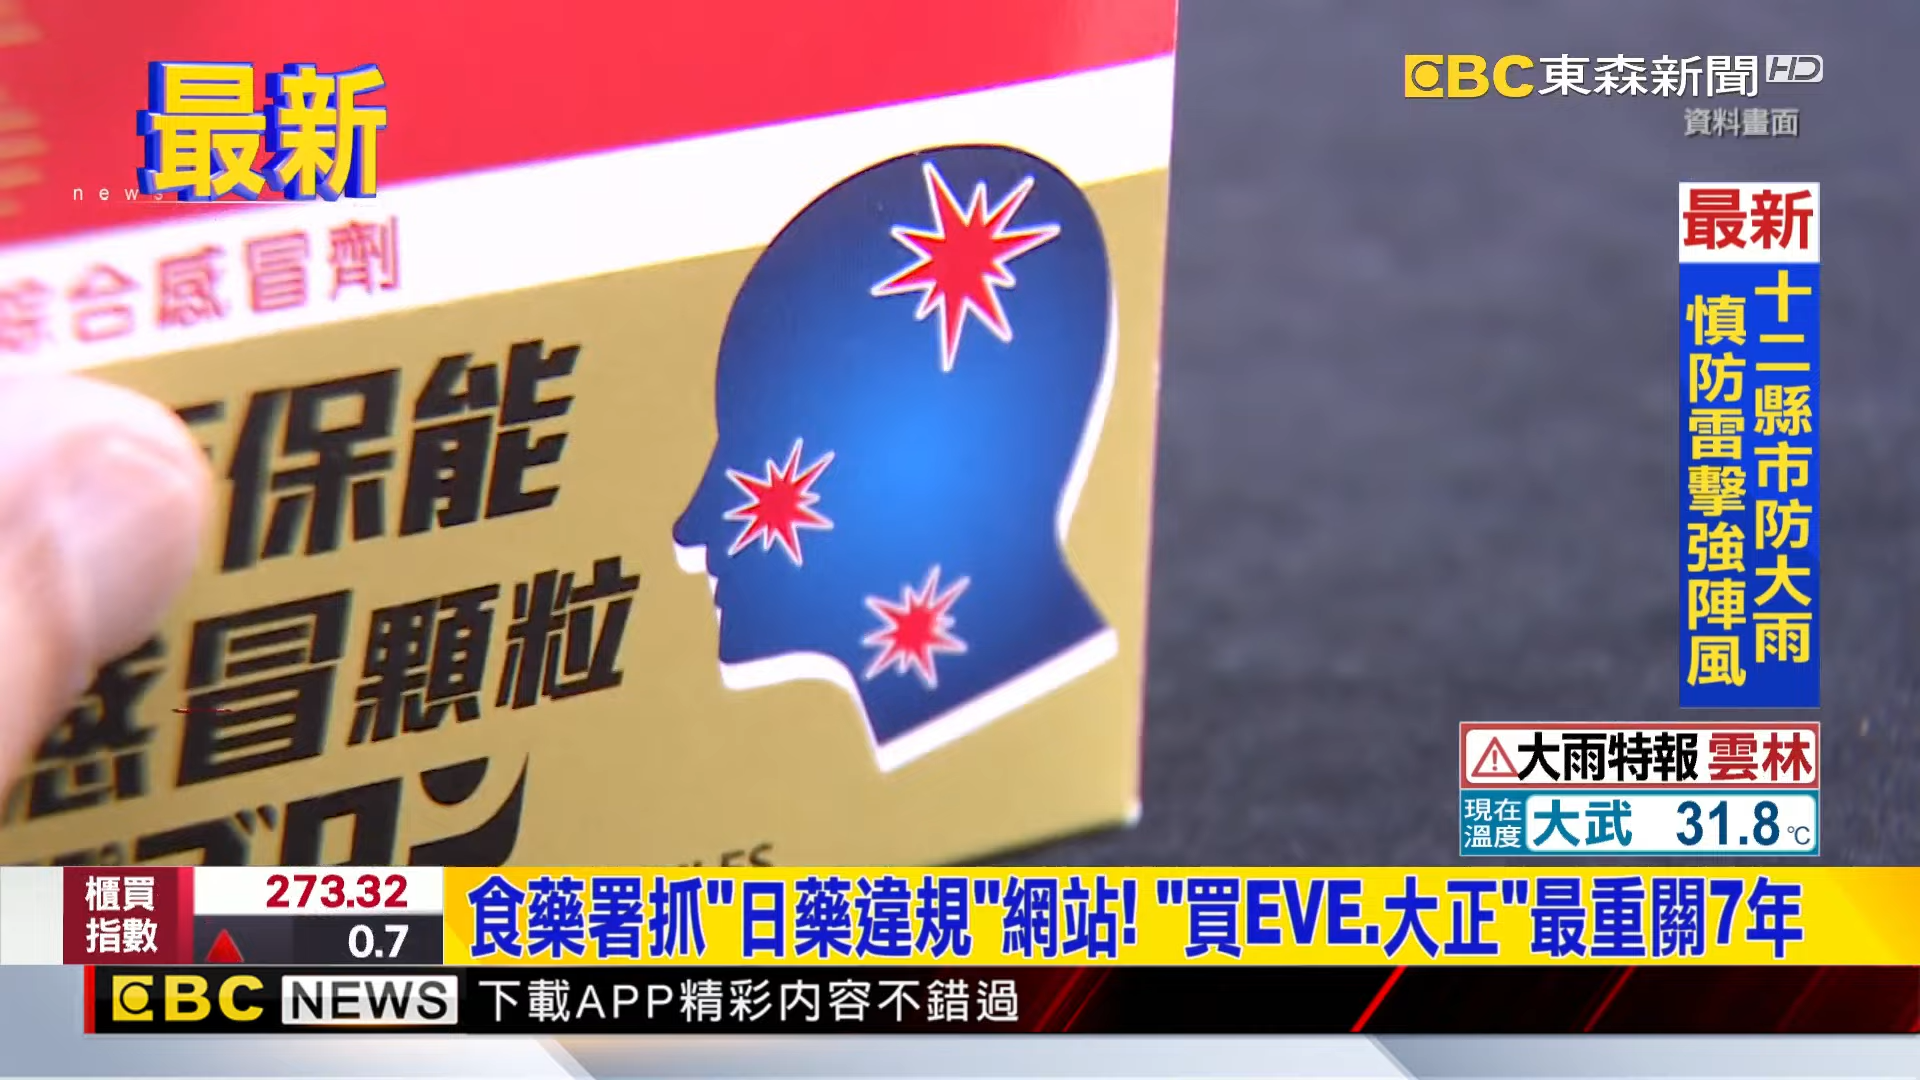 最新
news
EBC東森新聞HD
資料畫面
綜合感冒劑
保能
感冒顆粒
ブロン
最新
十二縣市防大雨
慎防雷擊強陣風
大雨特報 雲林
現在溫度 大武 31.8℃
櫃買指數 273.32
0.7
食藥署抓"日藥違規"網站! "買EVE.大正"最重關7年
EBC NEWS 下載APP精彩內容不錯過